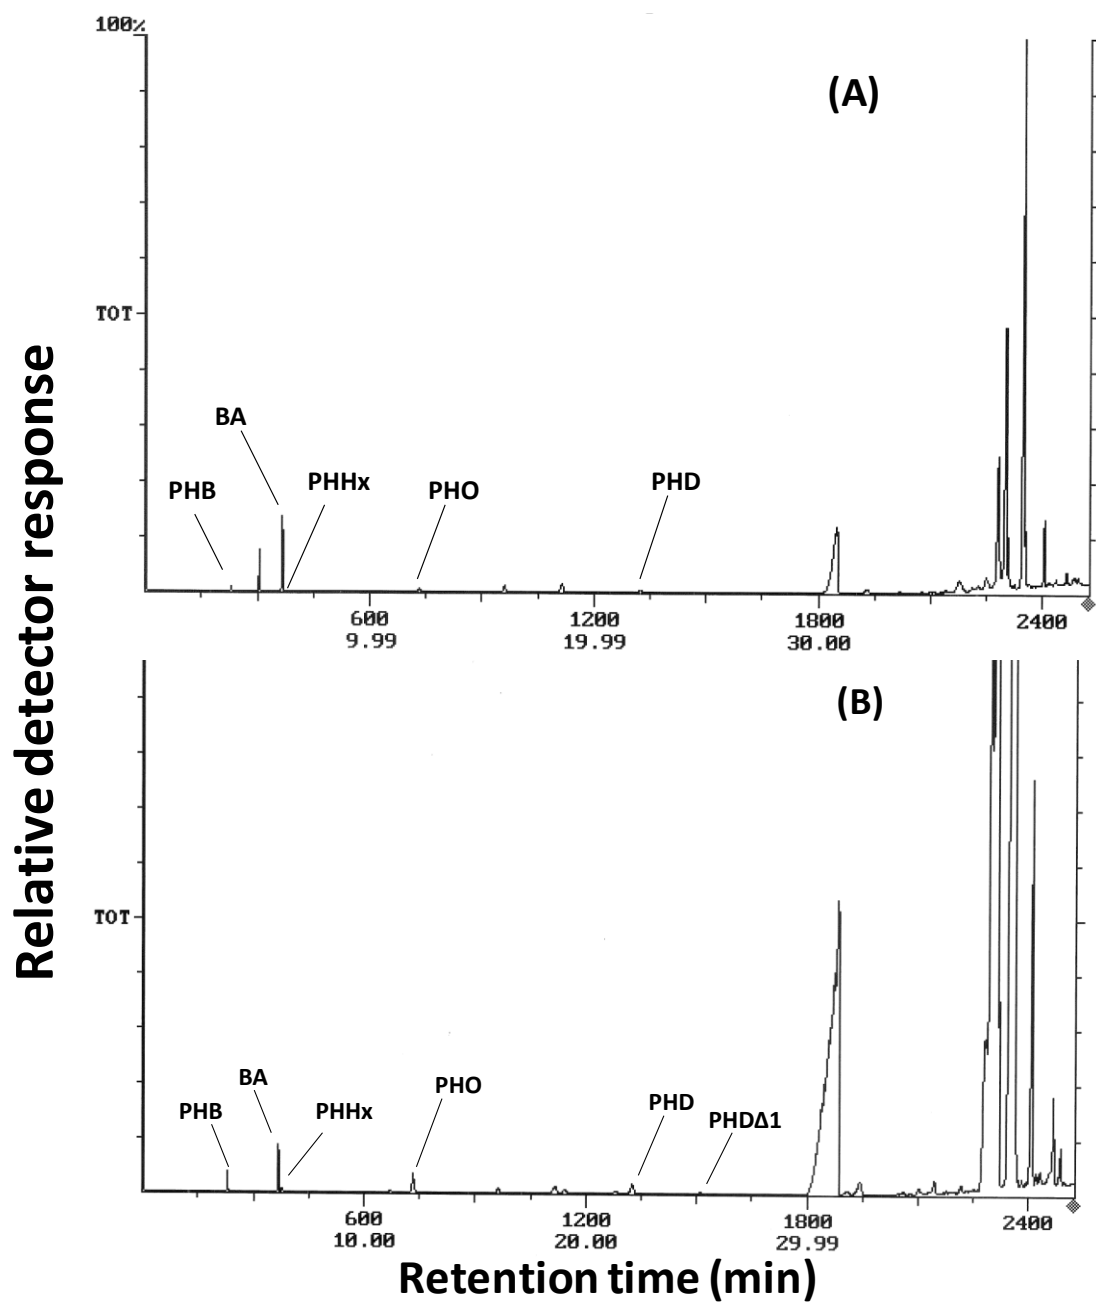 Relative detector response
100%
(A)
TOT
BA
PHB
PHHx
PHO
PHD
600 1200 1800 2400
9.99 19.99 30.00
(B)
TOT
BA
PHB
PHHx
PHO
PHD
PHDΔ1
600 1200 1800 2400
10.00 20.00 29.99
Retention time (min)